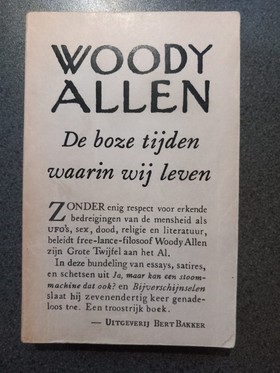 WOODY
ALLEN
De boze tijden
waarin wij leven
ZONDER enig respect voor erkende
bedreigingen van de mensheid als
UFO's, sex, dood, religie en literatuur,
beleidt free-lance-filosoof Woody Allen
zijn Grote Twijfel aan het Al.
In deze bundeling van essays, satires,
en schetsen uit Ja, maar kan een stoom-
machine dat ook? en Bijverschijnselen
slaat hij zevenendertig keer genade-
loos toe. Een troostrijk boek.
— UITGEVERIJ BERT BAKKER